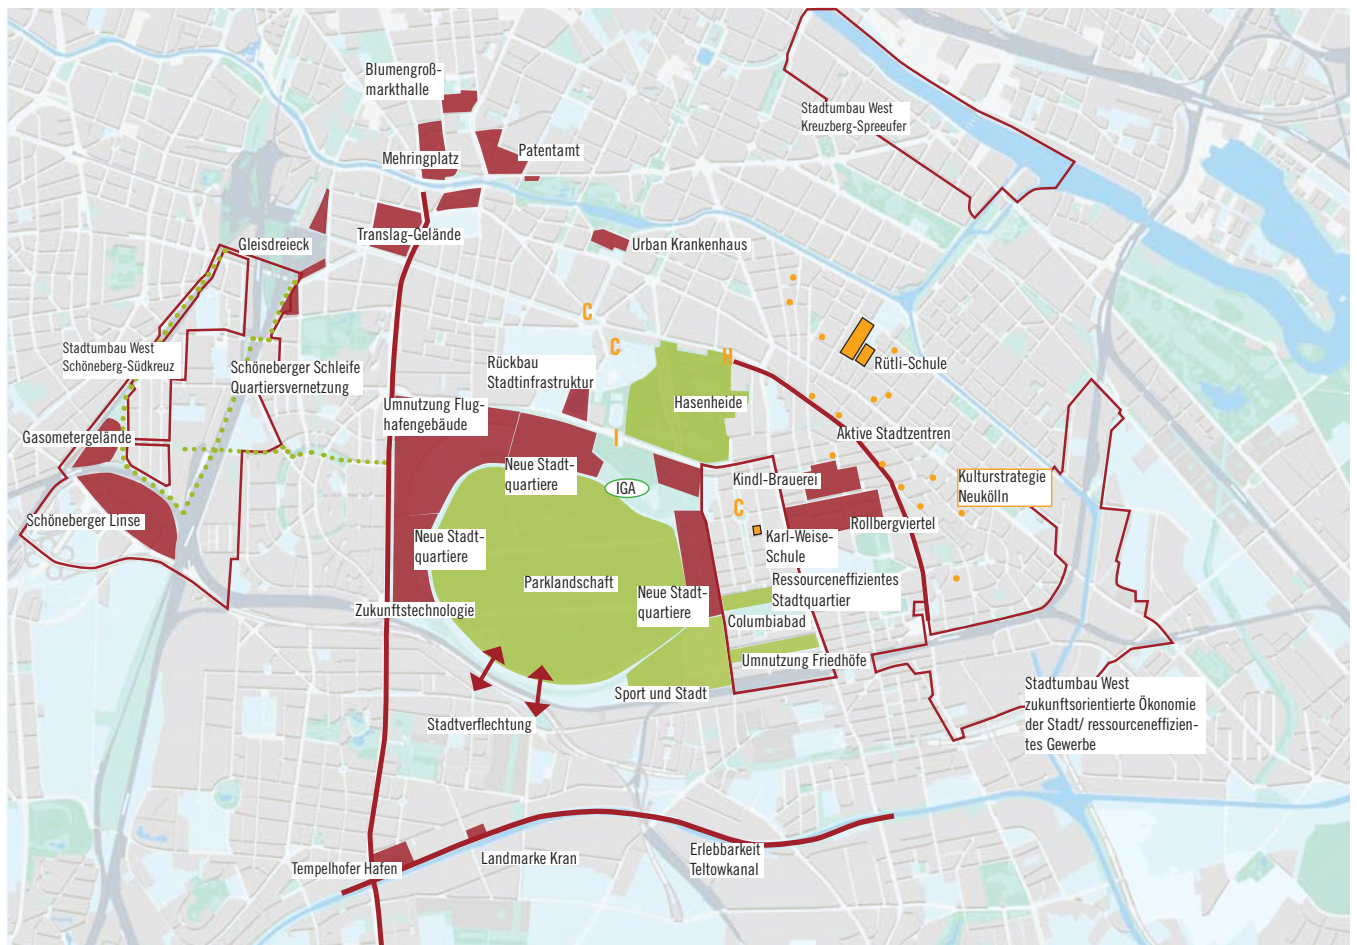 Blumengroß-
markthalle
Mehringplatz
Patentamt
Stadtumbau West
Kreuzberg-Spreeufer
Translag-Gelände
Gleisdreieck
Urban Krankenhaus
C
C
H
Stadtumbau West
Schöneberg-Südkreuz
Schöneberger Schleife
Quartiersvernetzung
Rückbau
Stadtinfrastruktur
Rütli-Schule
Hasenheide
Umnutzung Flug-
hafengebäude
Gasometergelände
I
Aktive Stadtzentren
Neue Stadt-
quartiere
IGA
Kindl-Brauerei
Kulturstrategie
Neukölln
C
Schöneberger Linse
Rollbergviertel
Neue Stadt-
quartiere
Karl-Weise-
Schule
Parklandschaft
Ressourceneffizientes
Stadtquartier
Neue Stadt-
quartiere
Zukunftstechnologie
Columbiabad
Umnutzung Friedhöfe
Sport und Stadt
Stadtumbau West
zukunftsorientierte Ökonomie
der Stadt/ ressourceneffizien-
tes Gewerbe
Stadtverflechtung
Tempelhofer Hafen
Landmarke Kran
Erlebbarkeit
Teltowkanal